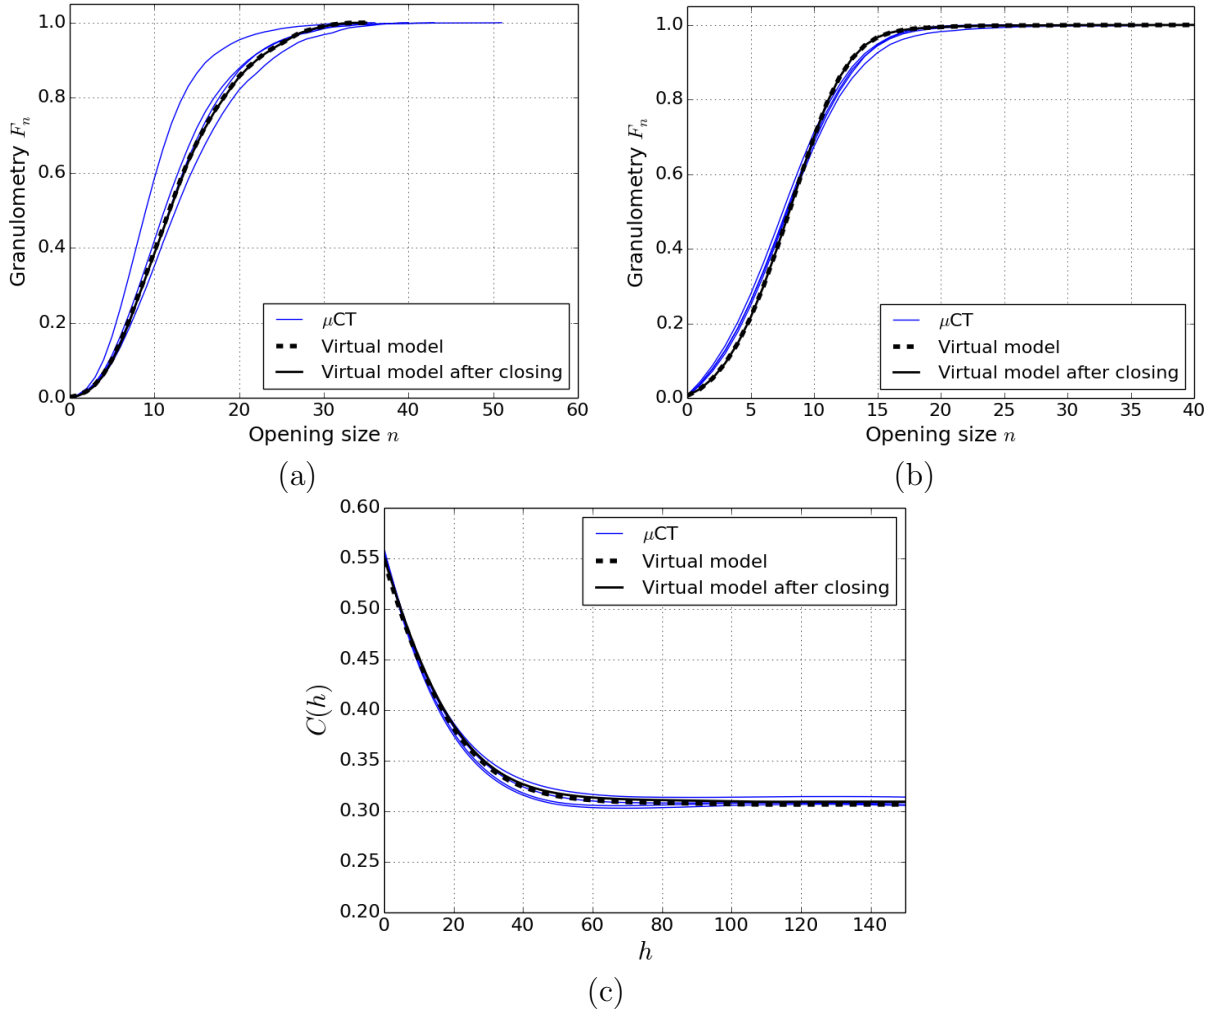 1.0
0.8
0.6
0.4
0.2
0.0
Granulometry Fₙ
0 10 20 30 40 50 60
Opening size n
μCT
Virtual model
Virtual model after closing
(a)
1.0
0.8
0.6
0.4
0.2
0.0
Granulometry Fₙ
0 5 10 15 20 25 30 35 40
Opening size n
μCT
Virtual model
Virtual model after closing
(b)
0.60
0.55
0.50
0.45
0.40
0.35
0.30
0.25
0.20
C(h)
0 20 40 60 80 100 120 140
h
μCT
Virtual model
Virtual model after closing
(c)